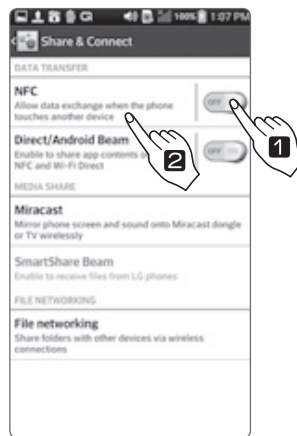 100% 1:07 PM
Share & Connect
DATA TRANSFER
NFC
Allow data exchange when the phone
touches another device
OFF
1
2
Direct/Android Beam
Enable to share app contents
NFC and Wi-Fi Direct
OFF
MEDIA SHARE
Miracast
Mirror phone screen and sound onto Miracast dongle
or TV wirelessly
SmartShare Beam
Enable to receive files from LG phones
FILE NETWORKING
File networking
Share folders with other devices via wireless
connections